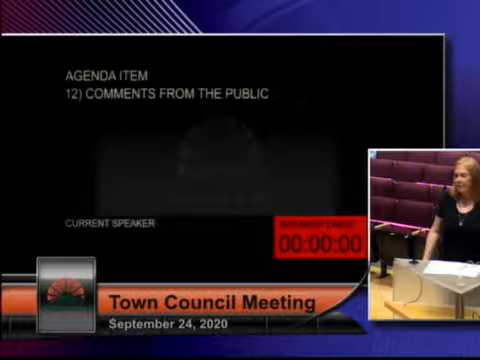 AGENDA ITEM
12) COMMENTS FROM THE PUBLIC
CURRENT SPEAKER
00:00:00
Town Council Meeting
September 24, 2020